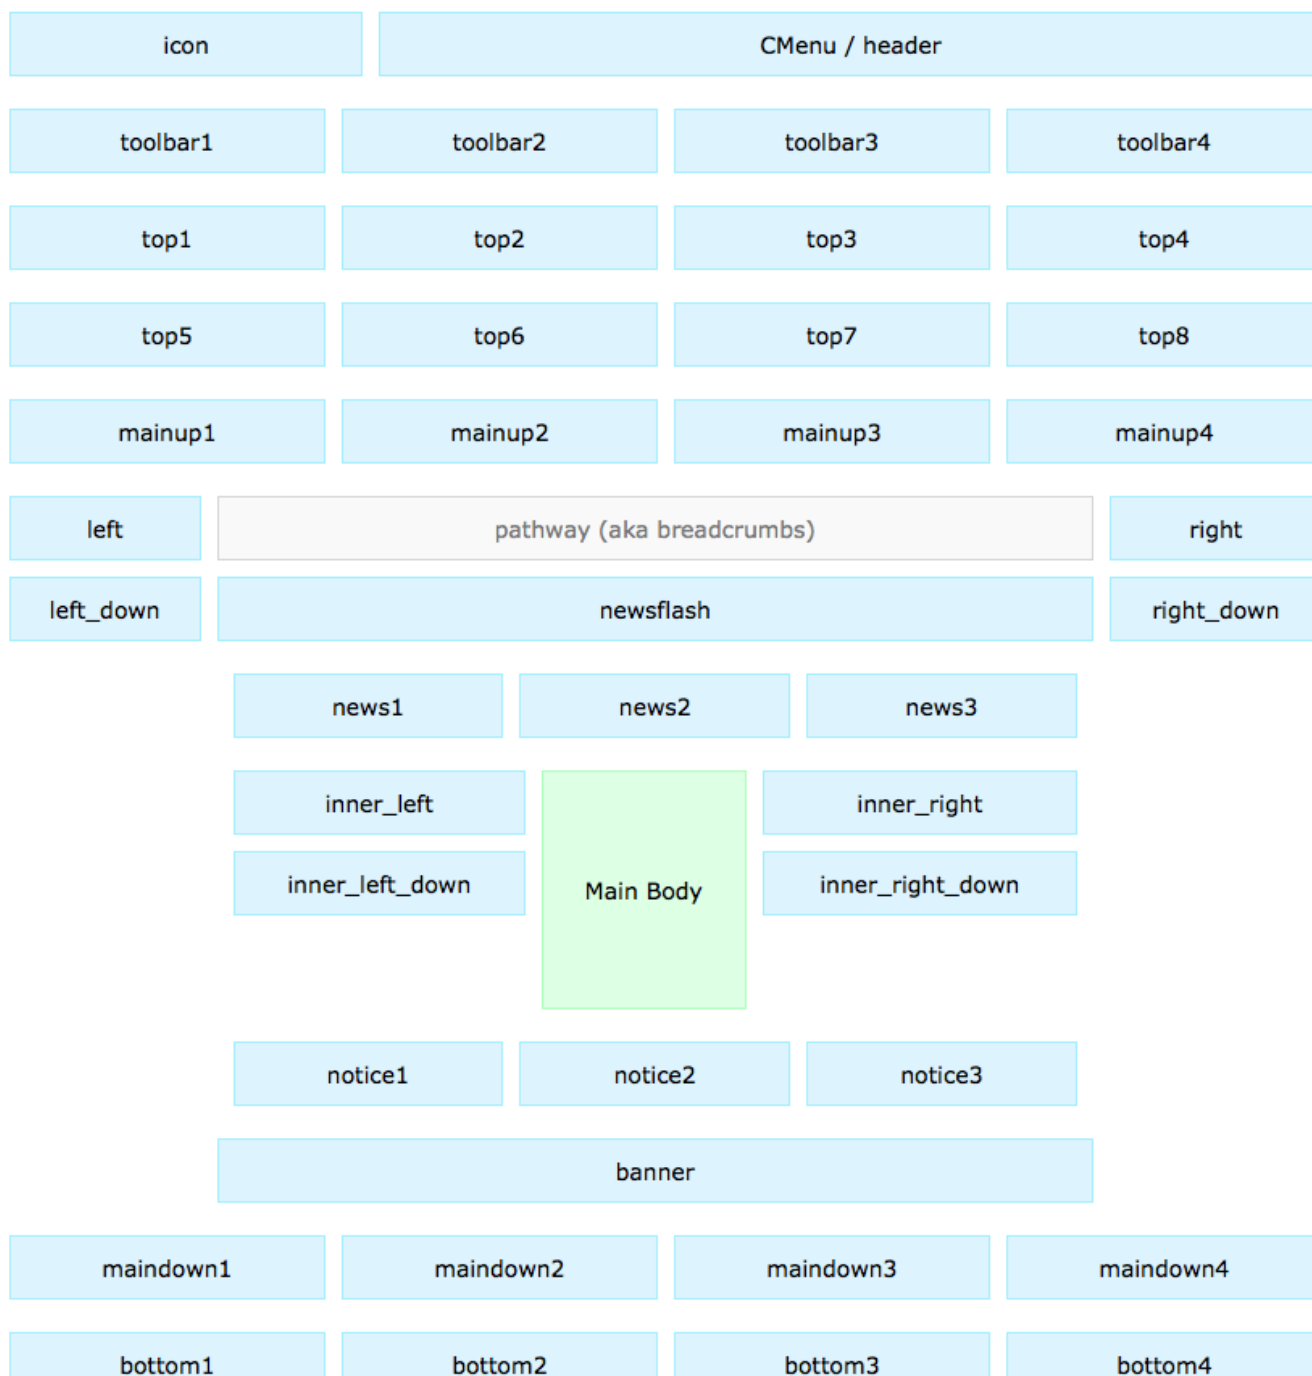 icon CMenu / header
toolbar1 toolbar2 toolbar3 toolbar4
top1 top2 top3 top4
top5 top6 top7 top8
mainup1 mainup2 mainup3 mainup4
left pathway (aka breadcrumbs) right
left_down newsflash right_down
news1 news2 news3
inner_left inner_right
inner_left_down Main Body inner_right_down
notice1 notice2 notice3
banner
maindown1 maindown2 maindown3 maindown4
bottom1 bottom2 bottom3 bottom4